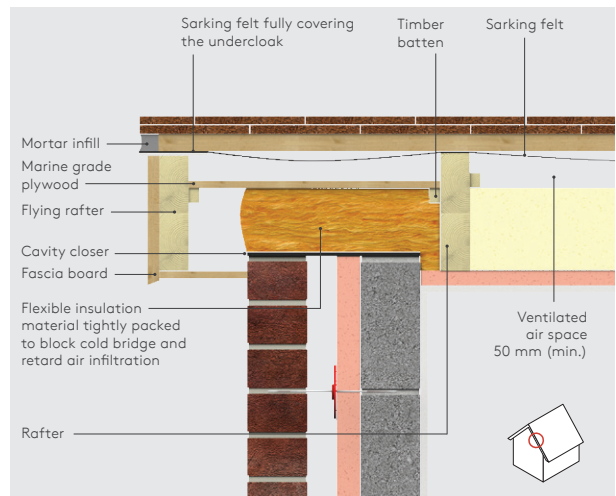 Sarking felt fully covering
the undercloak
Timber
batten
Sarking felt
Mortar infill
Marine grade
plywood
Flying rafter
Cavity closer
Fascia board
Flexible insulation
material tightly packed
to block cold bridge and
retard air infiltration
Ventilated
air space
50 mm (min.)
Rafter